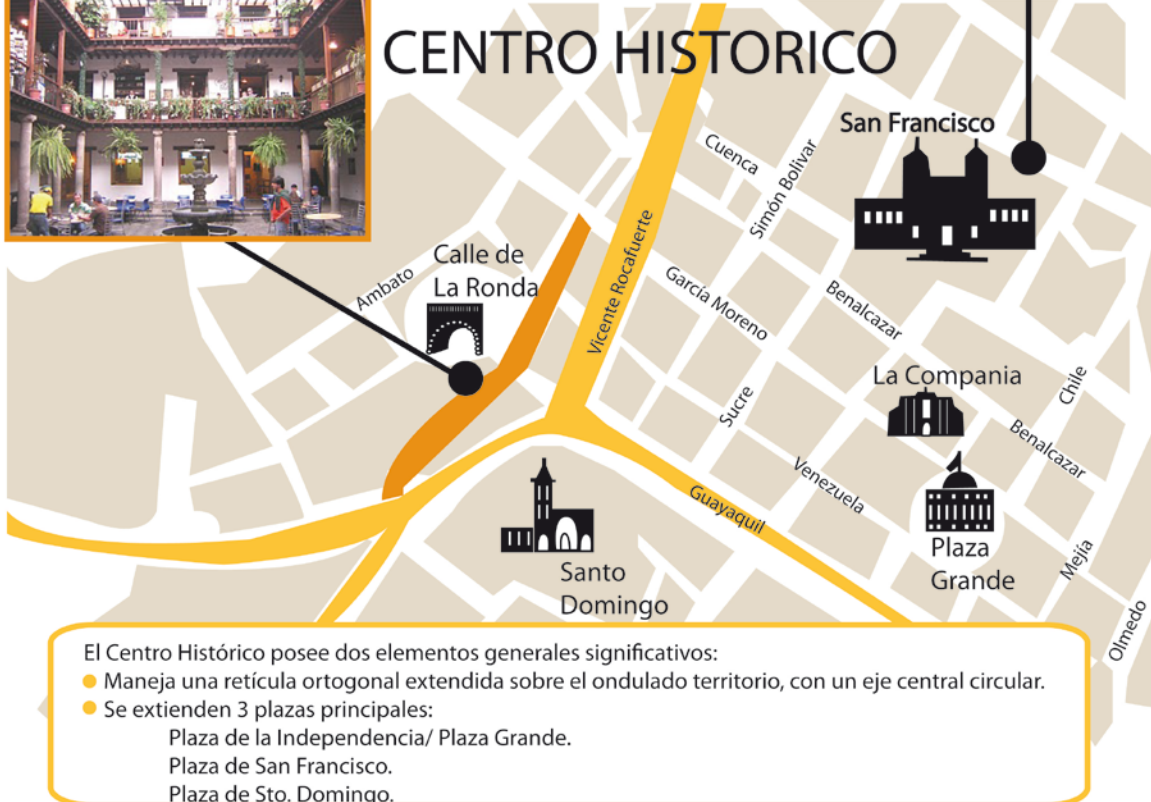 CENTRO HISTORICO
San Francisco
Cuenca
Simón Bolivar
Calle de
La Ronda
Ambato
Vicente Rocafuerte
García Moreno
Benalcazar
La Compania
Chile
Sucre
Benalcazar
Venezuela
Guayaquil
Plaza
Grande
Mejía
Santo
Domingo
Olmedo
El Centro Histórico posee dos elementos generales significativos:
Maneja una retícula ortogonal extendida sobre el ondulado territorio, con un eje central circular.
Se extienden 3 plazas principales:
Plaza de la Independencia/ Plaza Grande.
Plaza de San Francisco.
Plaza de Sto. Domingo.